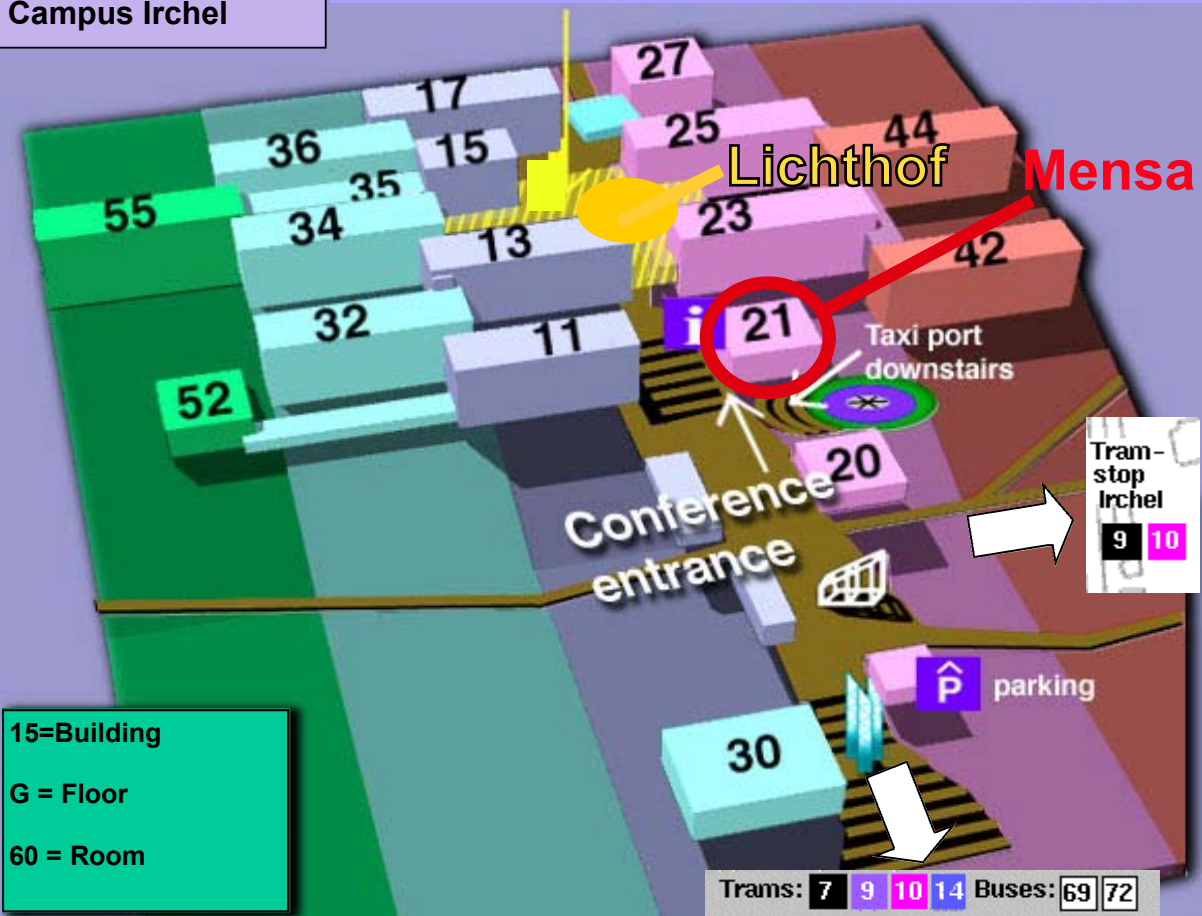 Campus Irchel
27
17
25
44
36
15
Lichthof
Mensa
35
55
34
23
13
42
i
21
32
11
Taxi port
downstairs
52
20
Tram-
stop
Irchel
9 10
Conference
entrance
P
parking
15=Building
G = Floor
60 = Room
30
Trams: 7 9 10 14 Buses: 69 72